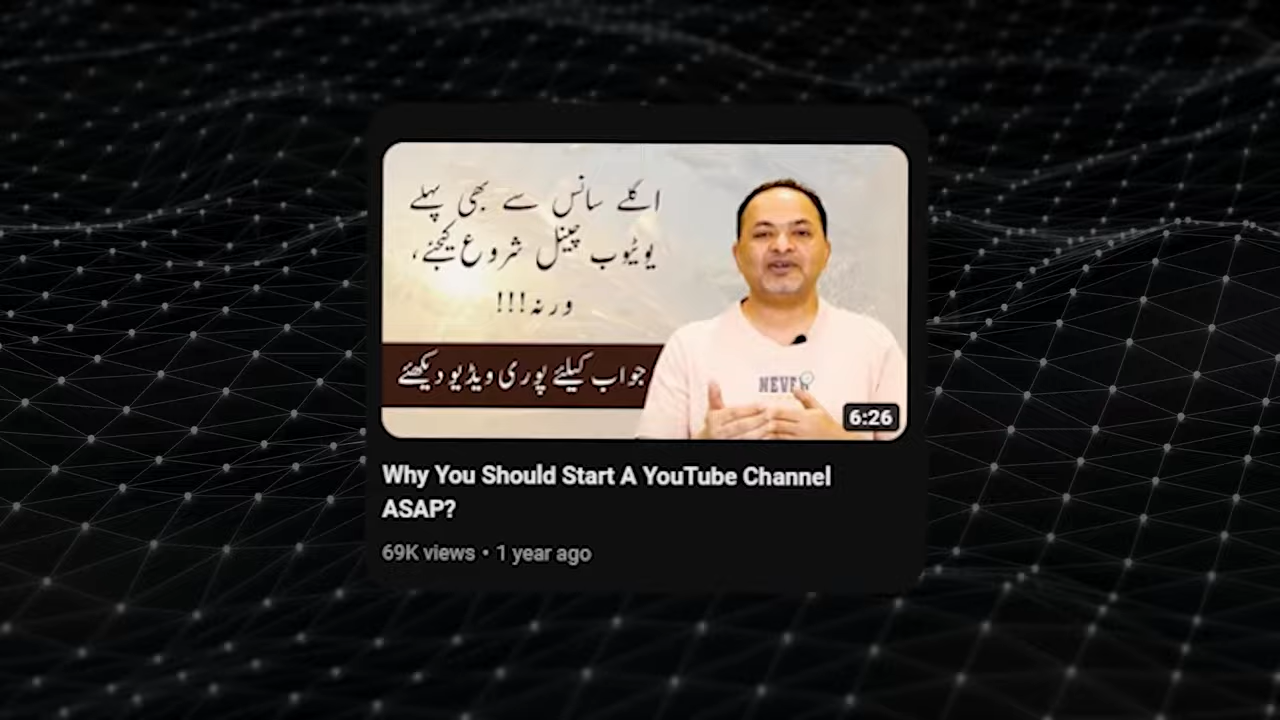 اگلے سانس سے بھی پہلے
یوٹیوب چینل شروع کیجئے،
ورنہ!!!
جواب کیلئے پوری ویڈیو دیکھئے
NEVER
6:26
Why You Should Start A YouTube Channel
ASAP?
69K views • 1 year ago